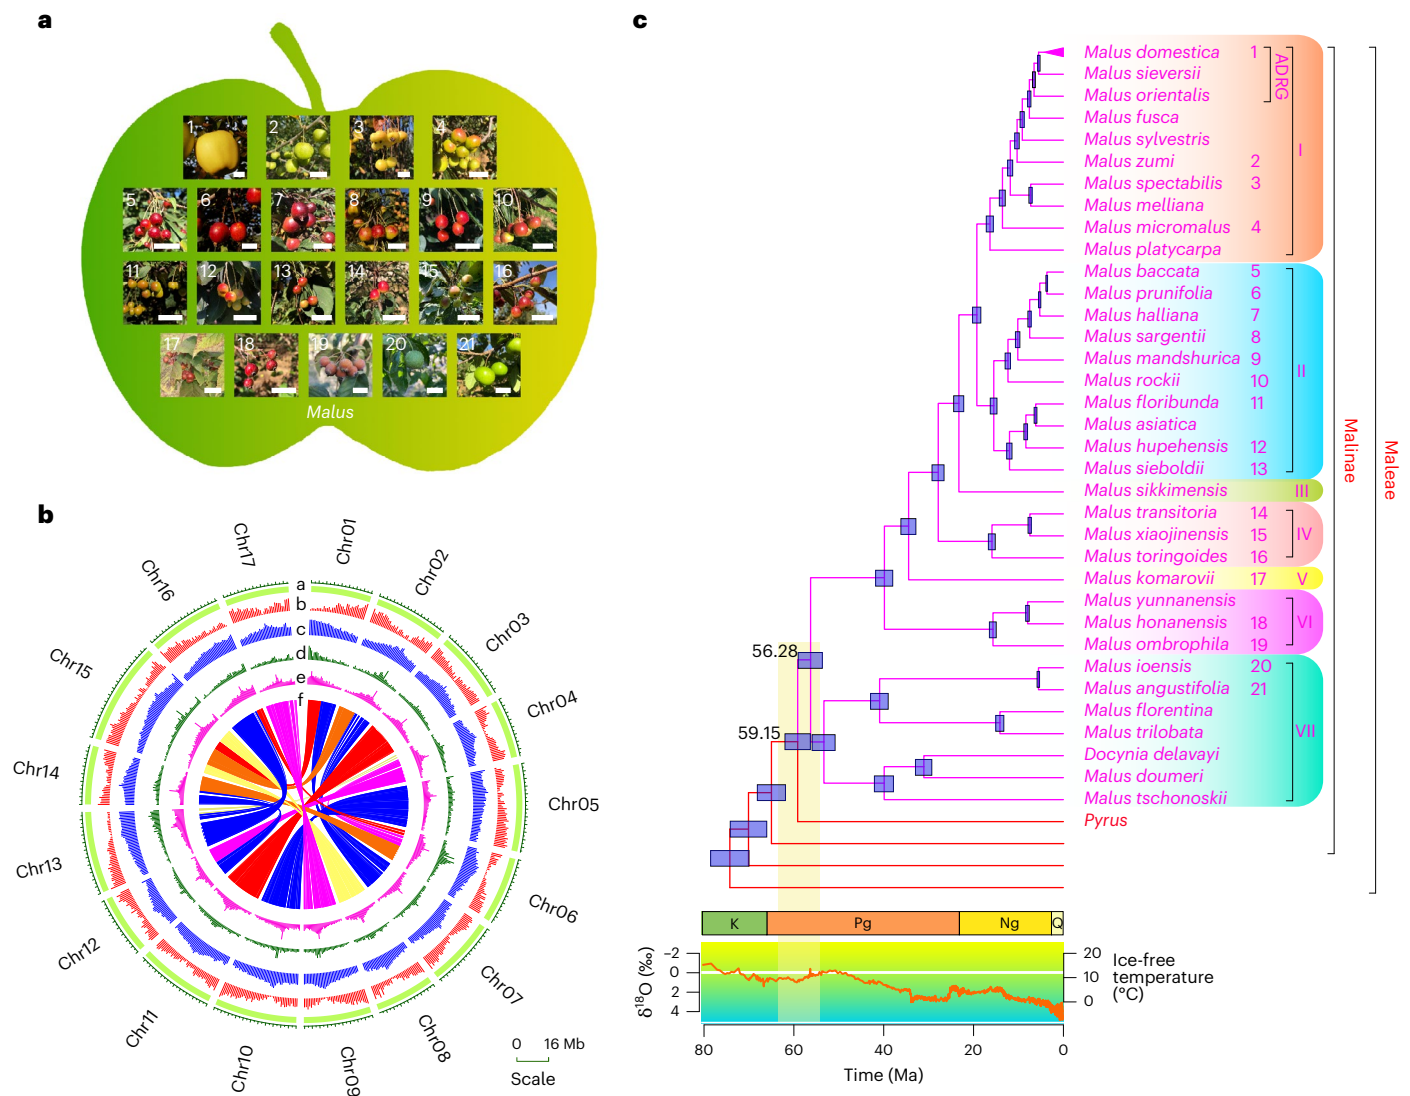 a
1
2
3
4
5
6
7
8
9
10
11
12
13
14
15
16
17
18
19
20
21
Malus
b
Chr01
Chr02
Chr03
Chr04
Chr05
Chr06
Chr07
Chr08
Chr09
Chr10
Chr11
Chr12
Chr13
Chr14
Chr15
Chr16
Chr17
a
b
c
d
e
f
0 16 Mb
Scale
c
Malus domestica 1
Malus sieversii
Malus orientalis
ADRG
Malus fusca
Malus sylvestris
Malus zumi 2
Malus spectabilis 3
Malus melliana
Malus micromalus 4
Malus platycarpa
I
Malus baccata 5
Malus prunifolia 6
Malus halliana 7
Malus sargentii 8
Malus mandshurica 9
Malus rockii 10
Malus floribunda 11
Malus asiatica
Malus hupehensis 12
Malus sieboldii 13
II
Malus sikkimensis III
Malus transitoria 14
Malus xiaojinensis 15
Malus toringoides 16
IV
Malus komarovii 17 V
Malus yunnanensis
Malus honanensis 18
Malus ombrophila 19
VI
Malus ioensis 20
Malus angustifolia 21
Malus florentina
Malus trilobata
Docynia delavayi
Malus doumeri
Malus tschonoskii
VII
Pyrus
Malinae
Maleae
56.28
59.15
K Pg Ng Q
δ18O (‰)
−2
0
2
4
20
10
0
Ice-free
temperature
(°C)
80 60 40 20 0
Time (Ma)